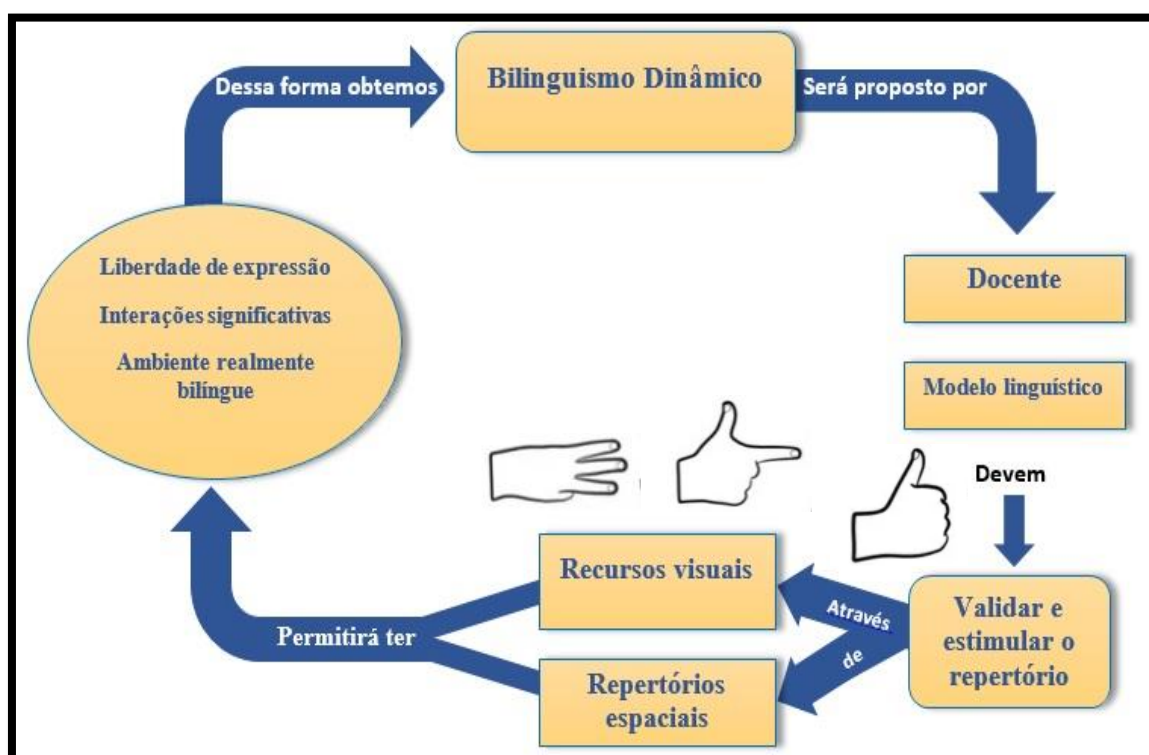 Bilinguismo Dinâmico
Será proposto por
Docente
Modelo linguístico
Devem
Validar e
estimular o
repertório
Através
de
Recursos visuais
Repertórios
espaciais
Permitirá ter
Liberdade de expressão
Interações significativas
Ambiente realmente
bilíngue
Dessa forma obtemos